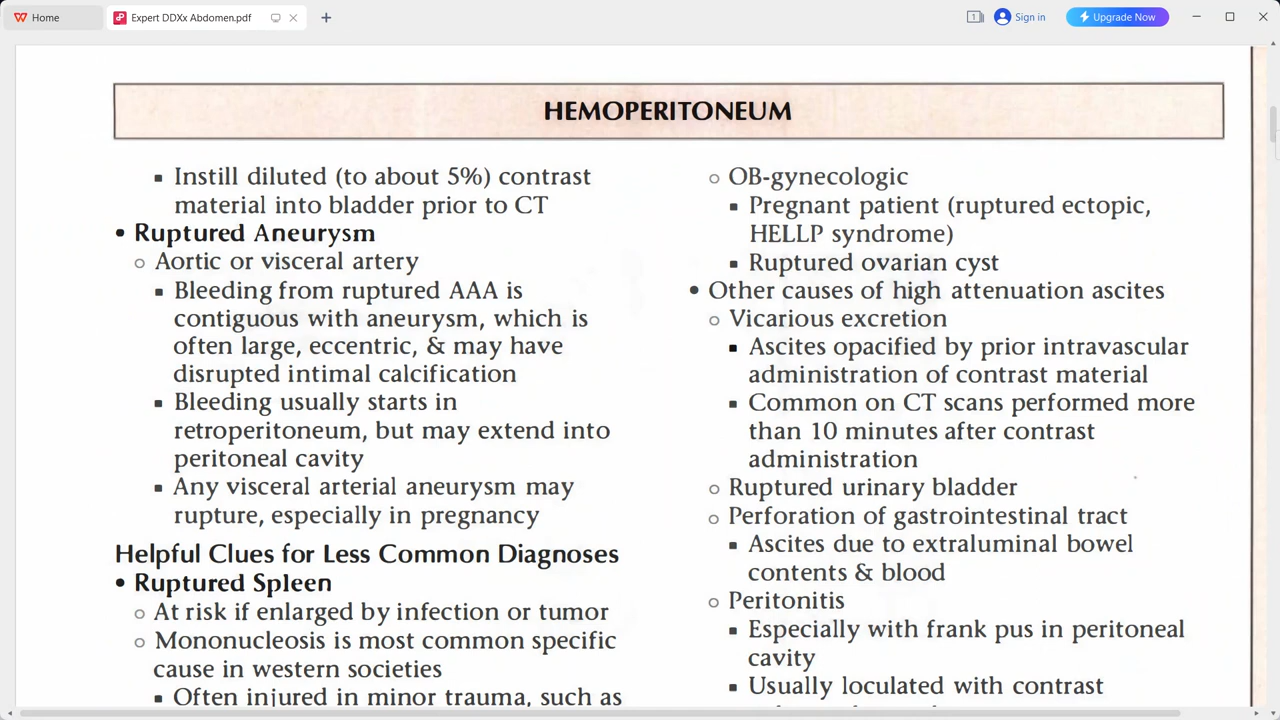 Home
Expert DDXx Abdomen.pdf
1
Sign in
Upgrade Now
HEMOPERITONEUM
▪ Instill diluted (to about 5%) contrast
material into bladder prior to CT
• Ruptured Aneurysm
○ Aortic or visceral artery
▪ Bleeding from ruptured AAA is
contiguous with aneurysm, which is
often large, eccentric, & may have
disrupted intimal calcification
▪ Bleeding usually starts in
retroperitoneum, but may extend into
peritoneal cavity
▪ Any visceral arterial aneurysm may
rupture, especially in pregnancy
Helpful Clues for Less Common Diagnoses
• Ruptured Spleen
○ At risk if enlarged by infection or tumor
○ Mononucleosis is most common specific
cause in western societies
▪ Often injured in minor trauma, such as
○ OB-gynecologic
▪ Pregnant patient (ruptured ectopic,
HELLP syndrome)
▪ Ruptured ovarian cyst
• Other causes of high attenuation ascites
○ Vicarious excretion
▪ Ascites opacified by prior intravascular
administration of contrast material
▪ Common on CT scans performed more
than 10 minutes after contrast
administration
○ Ruptured urinary bladder
○ Perforation of gastrointestinal tract
▪ Ascites due to extraluminal bowel
contents & blood
○ Peritonitis
▪ Especially with frank pus in peritoneal
cavity
▪ Usually loculated with contrast